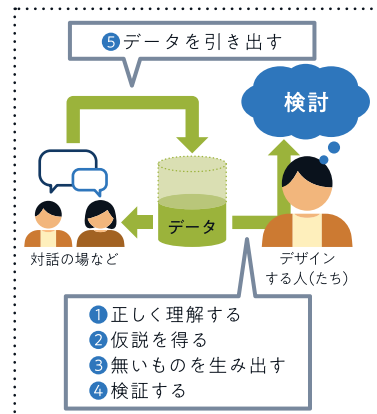 ❺データを引き出す
検討
データ
対話の場など
デザイン
する人(たち)
❶正しく理解する
❷仮説を得る
❸無いものを生み出す
❹検証する